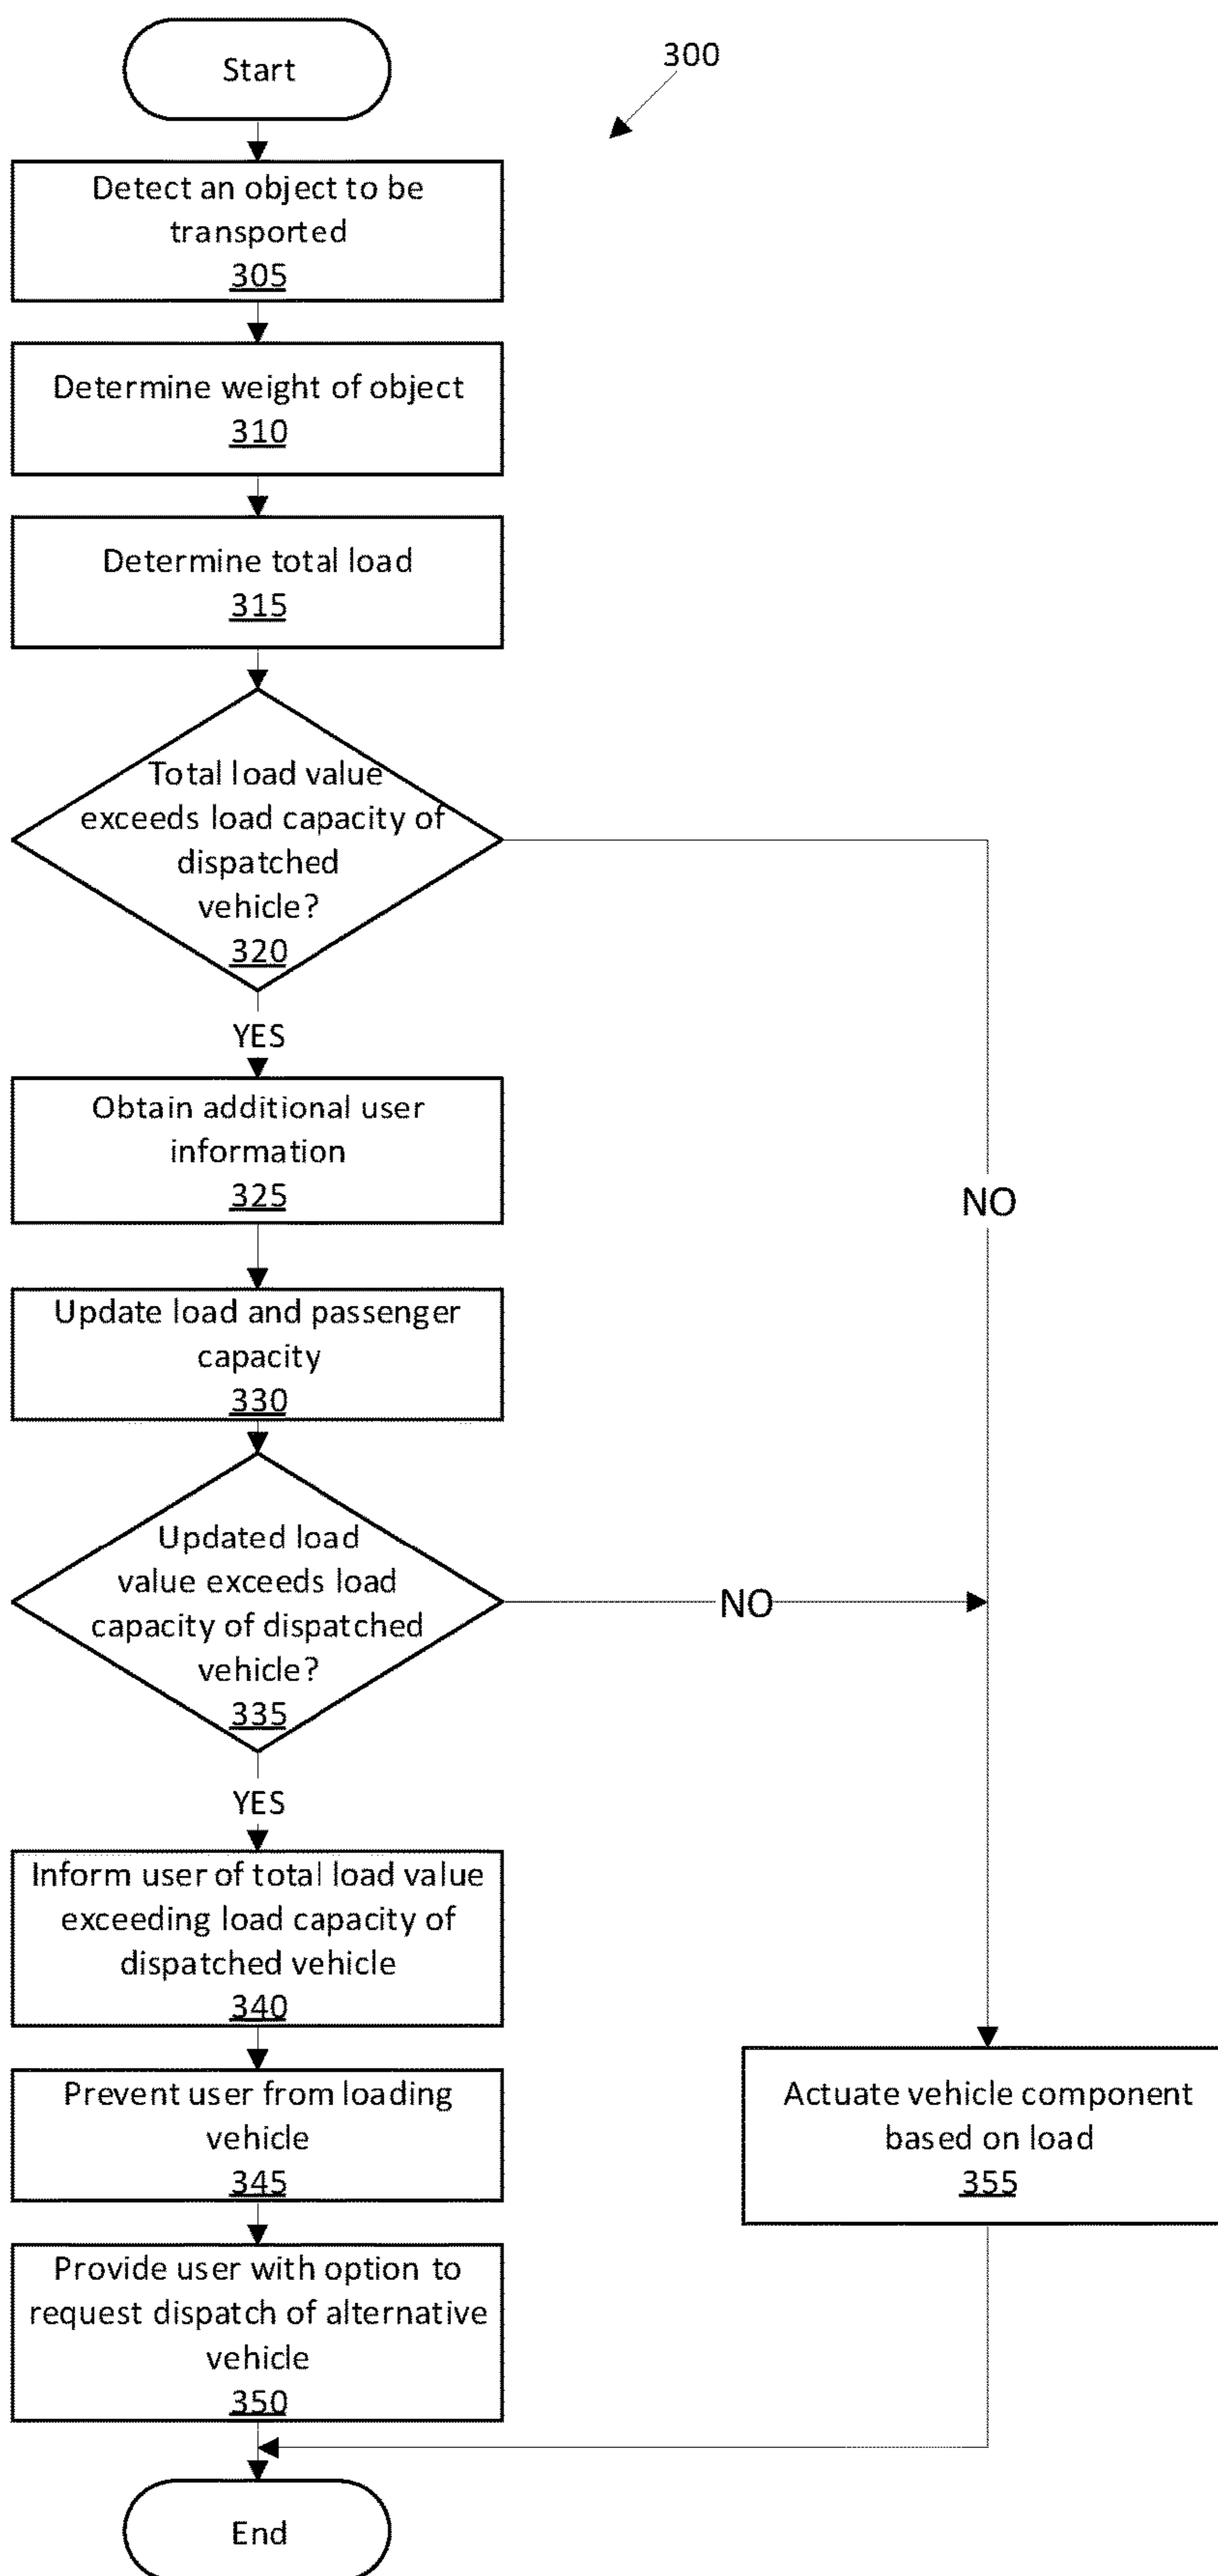 Start
300
Detect an object to be
transported
305
Determine weight of object
310
Determine total load
315
Total load value
exceeds load capacity of
dispatched
vehicle?
320
YES
Obtain additional user
information
325
NO
Update load and passenger
capacity
330
Updated load
value exceeds load
capacity of dispatched
vehicle?
335
NO
YES
Inform user of total load value
exceeding load capacity of
dispatched vehicle
340
Prevent user from loading
vehicle
345
Actuate vehicle component
based on load
355
Provide user with option to
request dispatch of alternative
vehicle
350
End